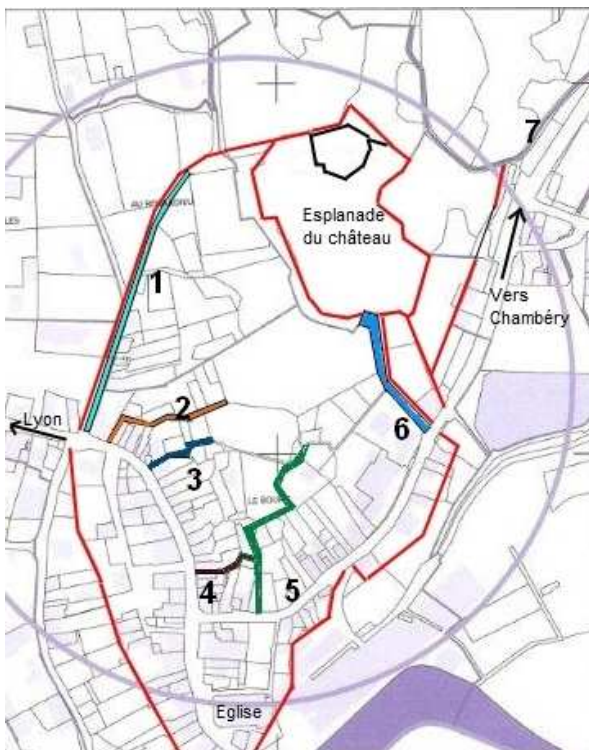 7
Esplanade
du château
1
Vers
Chambéry
Lyon
2
6
3
LE BOURG
4
5
Eglise